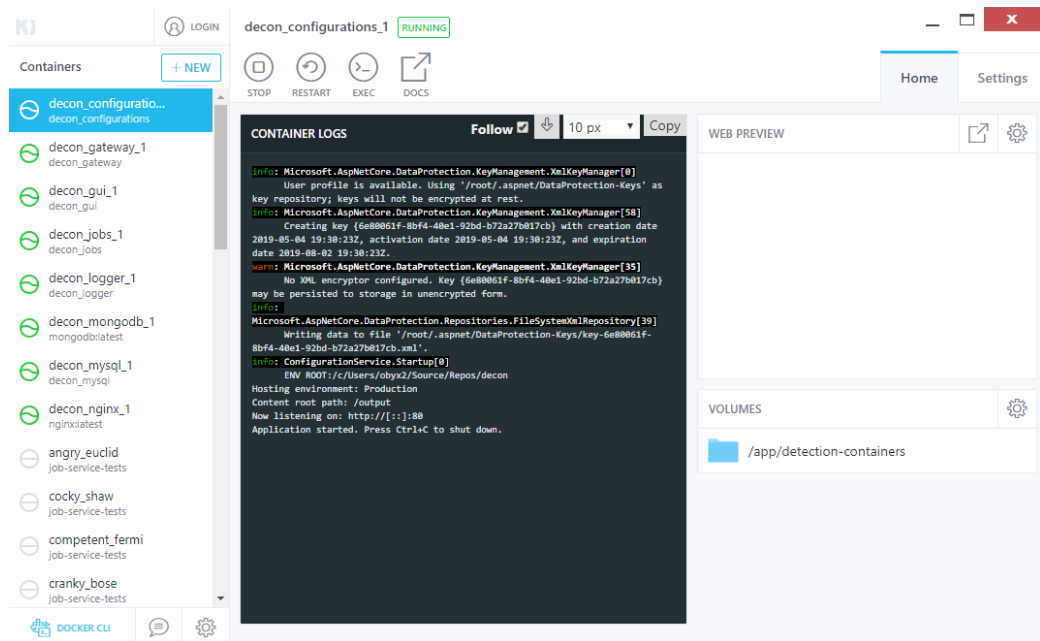 LOGIN
decon_configurations_1 RUNNING
Containers
+ NEW
STOP RESTART EXEC DOCS
Home Settings
decon_configuratio...
decon_configurations
decon_gateway_1
decon_gateway
decon_gui_1
decon_gui
decon_jobs_1
decon_jobs
decon_logger_1
decon_logger
decon_mongodb_1
mongodb:latest
decon_mysql_1
decon_mysql
decon_nginx_1
nginx:latest
angry_euclid
job-service-tests
cocky_shaw
job-service-tests
competent_fermi
job-service-tests
cranky_bose
job-service-tests
DOCKER CLI
CONTAINER LOGS Follow 10 px Copy
info: Microsoft.AspNetCore.DataProtection.KeyManagement.XmlKeyManager[0]
User profile is available. Using '/root/.aspnet/DataProtection-Keys' as
key repository; keys will not be encrypted at rest.
info: Microsoft.AspNetCore.DataProtection.KeyManagement.XmlKeyManager[58]
Creating key {6e80061f-8bf4-40e1-92bd-b72a27b017cb} with creation date
2019-05-04 19:30:23Z, activation date 2019-05-04 19:30:23Z, and expiration
date 2019-08-02 19:30:23Z.
warn: Microsoft.AspNetCore.DataProtection.KeyManagement.XmlKeyManager[35]
No XML encryptor configured. Key {6e80061f-8bf4-40e1-92bd-b72a27b017cb}
may be persisted to storage in unencrypted form.
info:
Microsoft.AspNetCore.DataProtection.Repositories.FileSystemXmlRepository[39]
Writing data to file '/root/.aspnet/DataProtection-Keys/key-6e80061f-
8bf4-40e1-92bd-b72a27b017cb.xml'.
info: ConfigurationService.Startup[0]
ENV ROOT:/c/Users/obyx2/Source/Repos/decon
Hosting environment: Production
Content root path: /output
Now listening on: http://[::]:80
Application started. Press Ctrl+C to shut down.
WEB PREVIEW
VOLUMES
/app/detection-containers